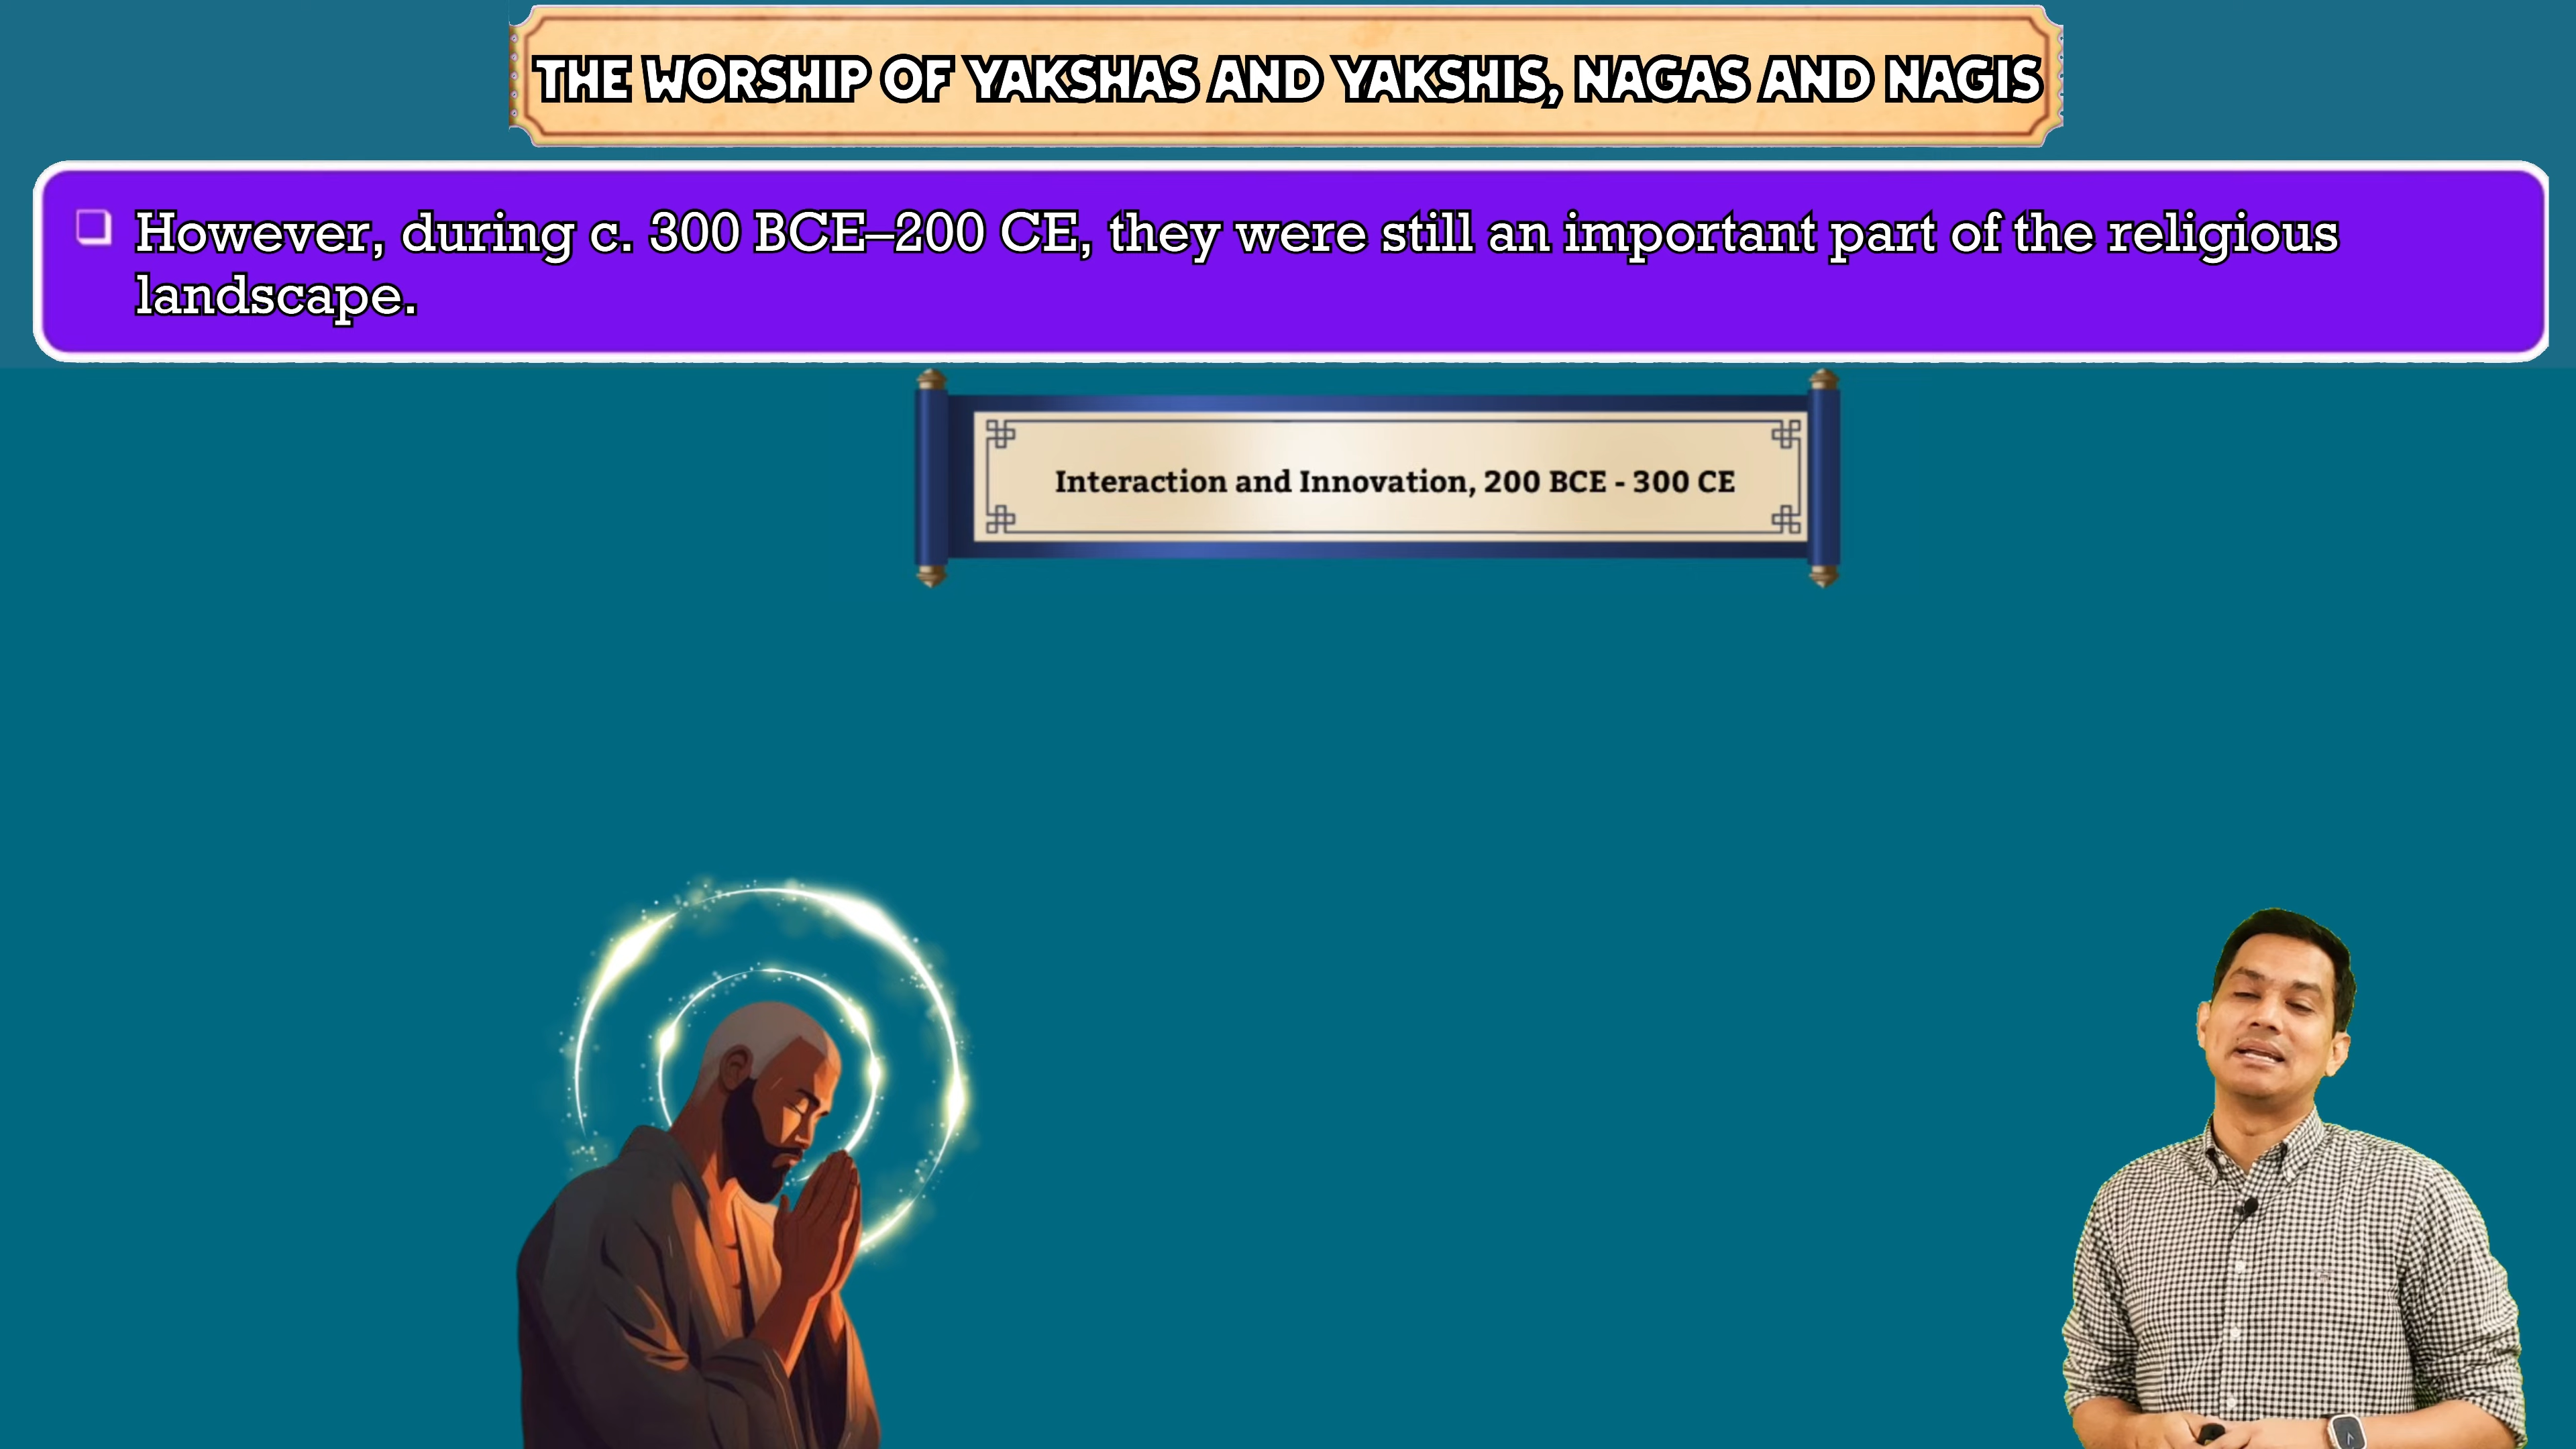 THE WORSHIP OF YAKSHAS AND YAKSHIS, NAGAS AND NAGIS
However, during c. 300 BCE–200 CE, they were still an important part of the religious
landscape.
Interaction and Innovation, 200 BCE - 300 CE